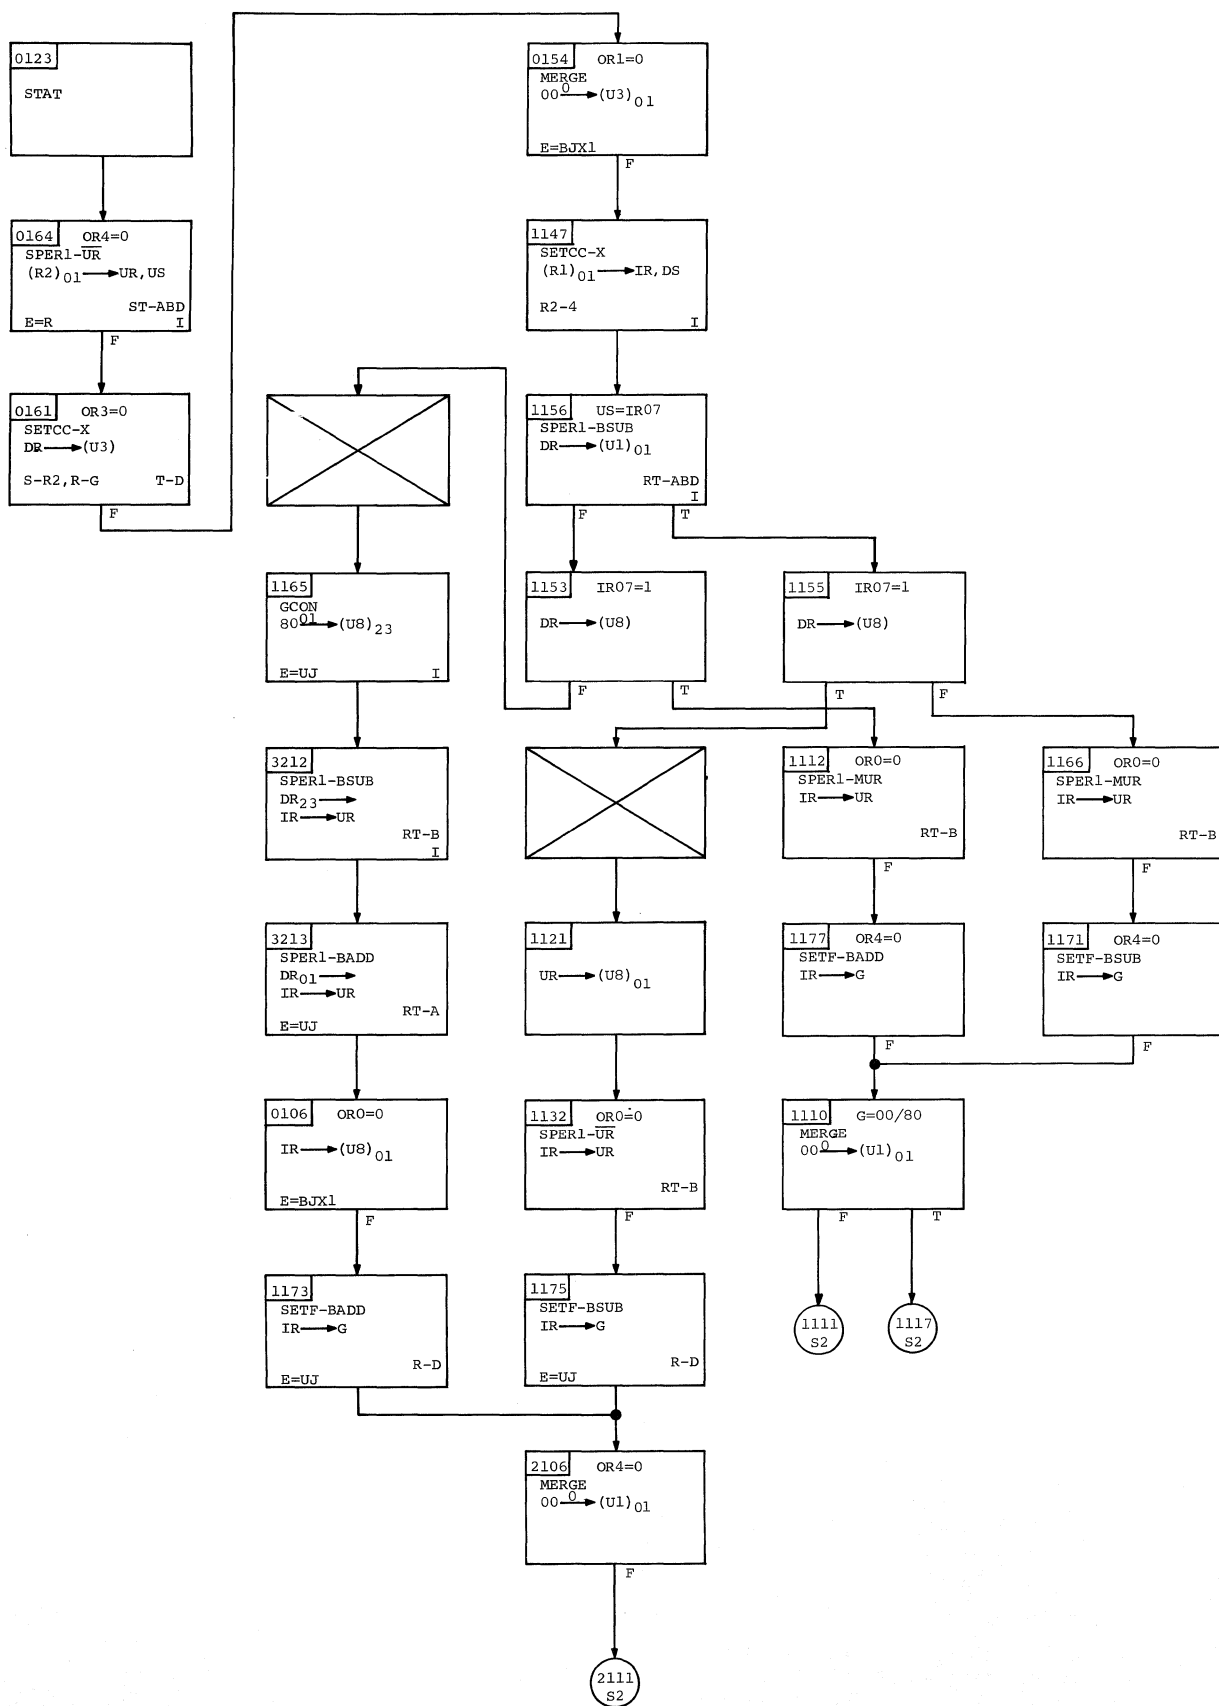 0123
STAT
0164 OR4=0
SPER1-UR
(R2)01→UR,US
ST-ABD
E=R I
F
0161 OR3=0
SETCC-X
DR→(U3)
S-R2,R-G T-D
F
0154 OR1=0
MERGE
00 0→(U3)01
E=BJX1
F
1147
SETCC-X
(R1)01→IR,DS
R2-4
I
1156 US=IR07
SPER1-BSUB
DR→(U1)01
RT-ABD
I
F T
1165
GCON
80 01→(U8)23
E=UJ I
1153 IR07=1
DR→(U8)
F T
1155 IR07=1
DR→(U8)
T F
3212
SPER1-BSUB
DR23→
IR→UR
RT-B
I
1112 OR0=0
SPER1-MUR
IR→UR
RT-B
F
1166 OR0=0
SPER1-MUR
IR→UR
RT-B
F
3213
SPER1-BADD
DR01→
IR→UR
RT-A
E=UJ
1121
UR→(U8)01
1177 OR4=0
SETF-BADD
IR→G
F
1171 OR4=0
SETF-BSUB
IR→G
F
0106 OR0=0
IR→(U8)01
E=BJX1
F
1132 OR0=0
SPER1-UR
IR→UR
RT-B
F
1110 G=00/80
MERGE
00 0→(U1)01
F T
1173
SETF-BADD
IR→G
R-D
E=UJ
1175
SETF-BSUB
IR→G
R-D
E=UJ
1111
S2
1117
S2
2106 OR4=0
MERGE
00 0→(U1)01
F
2111
S2